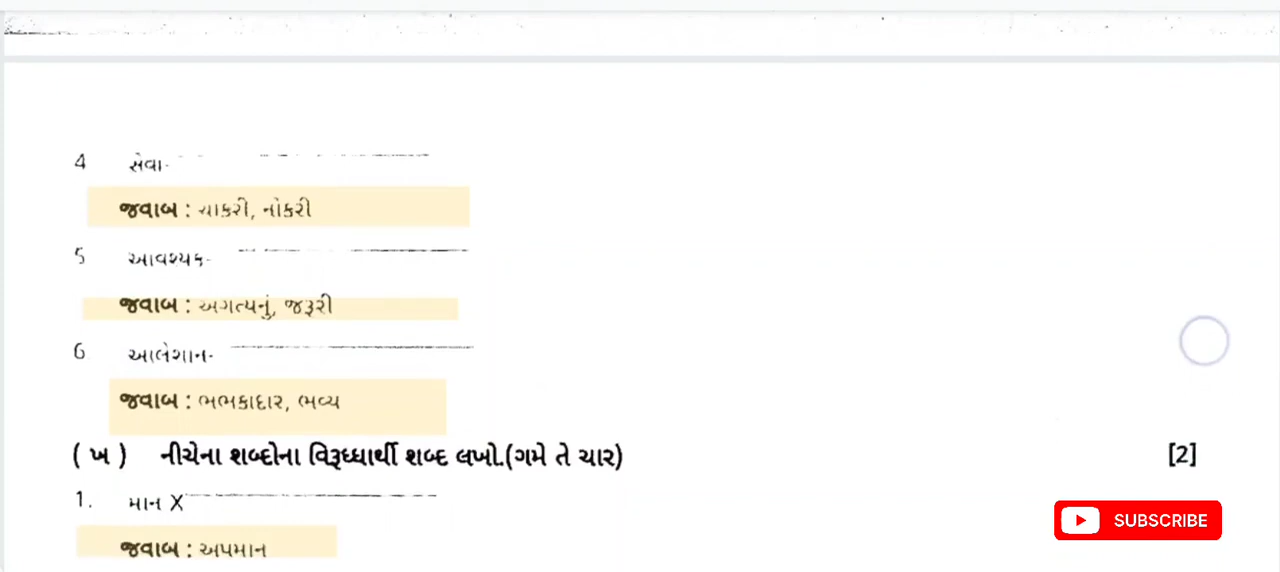 4 સેવા-
જવાબ : ચાકરી, નોકરી
5 આવશ્યક-
જવાબ : અગત્યનું, જરૂરી
6 આલેશાન-
જવાબ : ભભકાદાર, ભવ્ય
( ખ ) નીચેના શબ્દોના વિરૂધ્ધાર્થી શબ્દ લખો.(ગમે તે ચાર) [2]
1. માન X
જવાબ : અપમાન
SUBSCRIBE